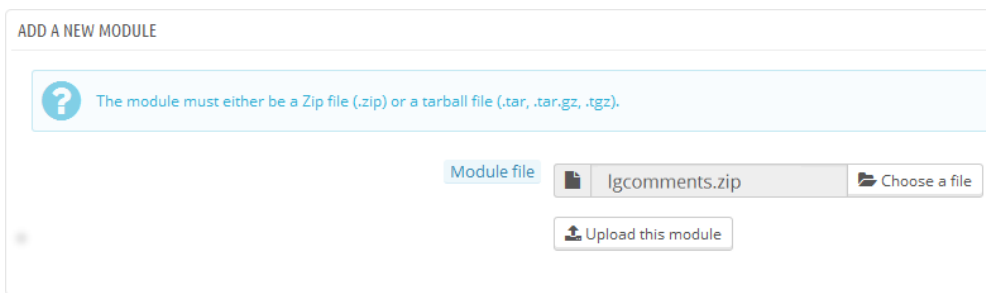 ADD A NEW MODULE
The module must either be a Zip file (.zip) or a tarball file (.tar, .tar.gz, .tgz).
Module file lgcomments.zip Choose a file
Upload this module